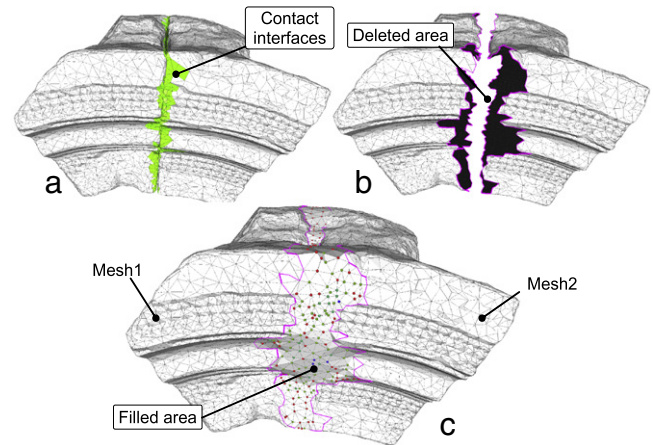 Contact
interfaces
Deleted area
a
b
Mesh1
Mesh2
Filled area
c